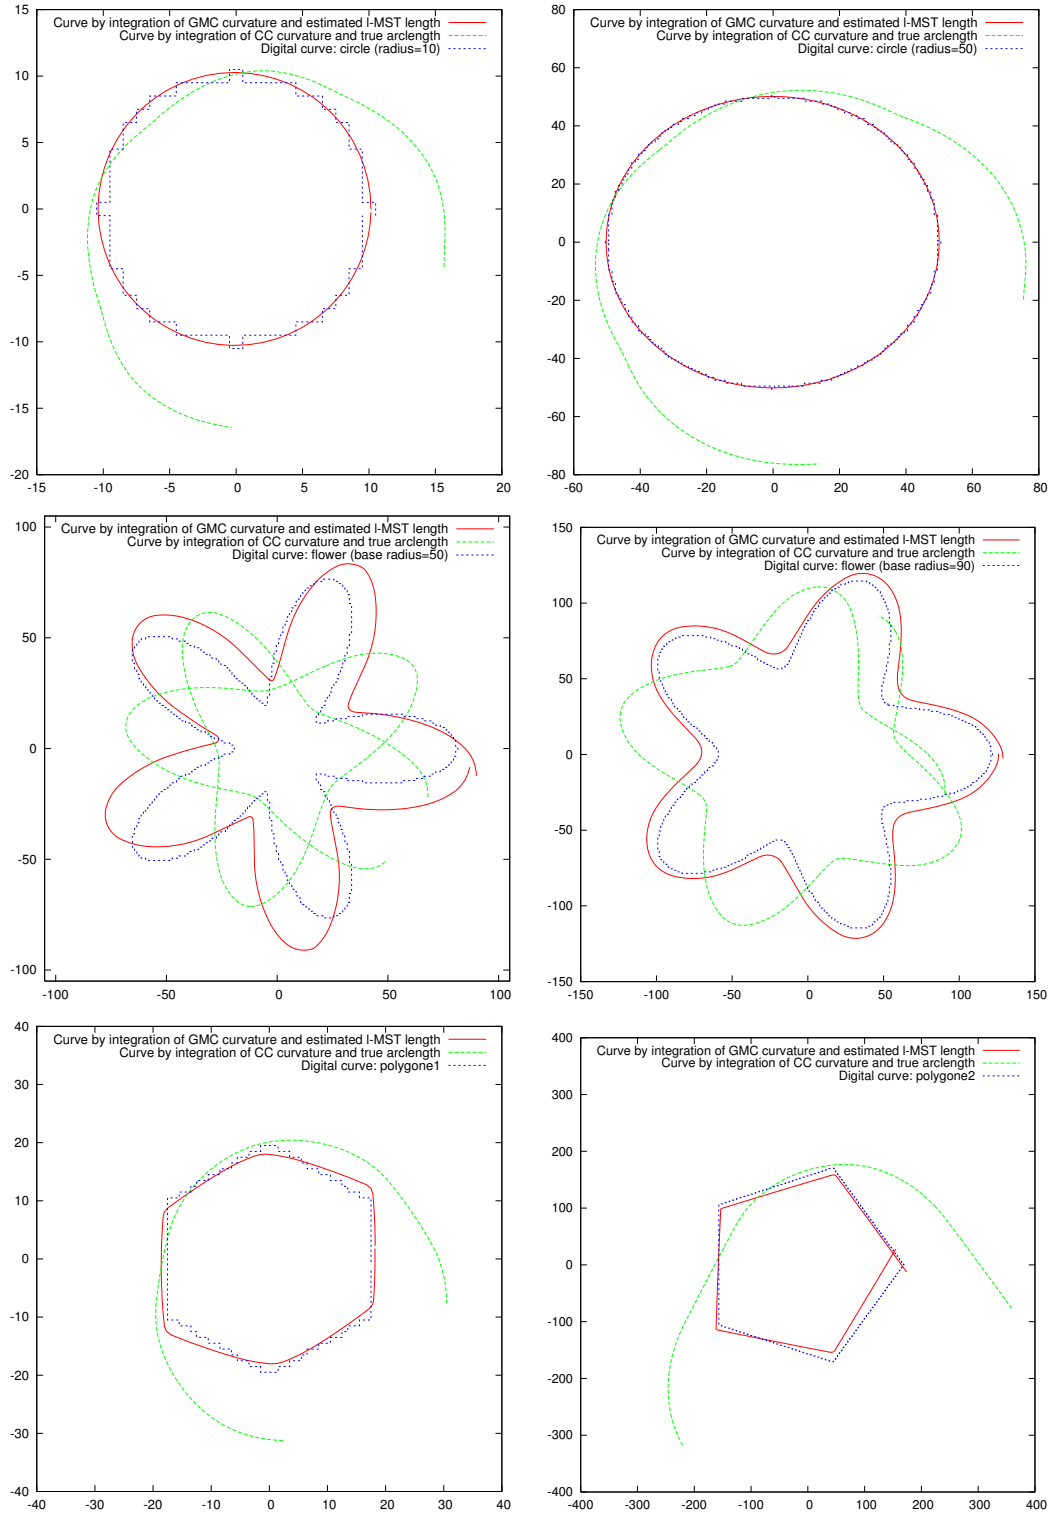 15
10
5
0
-5
-10
-15
-20
-15 -10 -5 0 5 10 15 20
Curve by integration of GMC curvature and estimated l-MST length
Curve by integration of CC curvature and true arclength
Digital curve: circle (radius=10)
80
60
40
20
0
-20
-40
-60
-80
-60 -40 -20 0 20 40 60 80
Curve by integration of GMC curvature and estimated l-MST length
Curve by integration of CC curvature and true arclength
Digital curve: circle (radius=50)
100
50
0
-50
-100
-100 -50 0 50 100
Curve by integration of GMC curvature and estimated l-MST length
Curve by integration of CC curvature and true arclength
Digital curve: flower (base radius=50)
150
100
50
0
-50
-100
-150
-150 -100 -50 0 50 100 150
Curve by integration of GMC curvature and estimated l-MST length
Curve by integration of CC curvature and true arclength
Digital curve: flower (base radius=90)
40
30
20
10
0
-10
-20
-30
-40
-40 -30 -20 -10 0 10 20 30 40
Curve by integration of GMC curvature and estimated l-MST length
Curve by integration of CC curvature and true arclength
Digital curve: polygone1
400
300
200
100
0
-100
-200
-300
-400
-400 -300 -200 -100 0 100 200 300 400
Curve by integration of GMC curvature and estimated l-MST length
Curve by integration of CC curvature and true arclength
Digital curve: polygone2